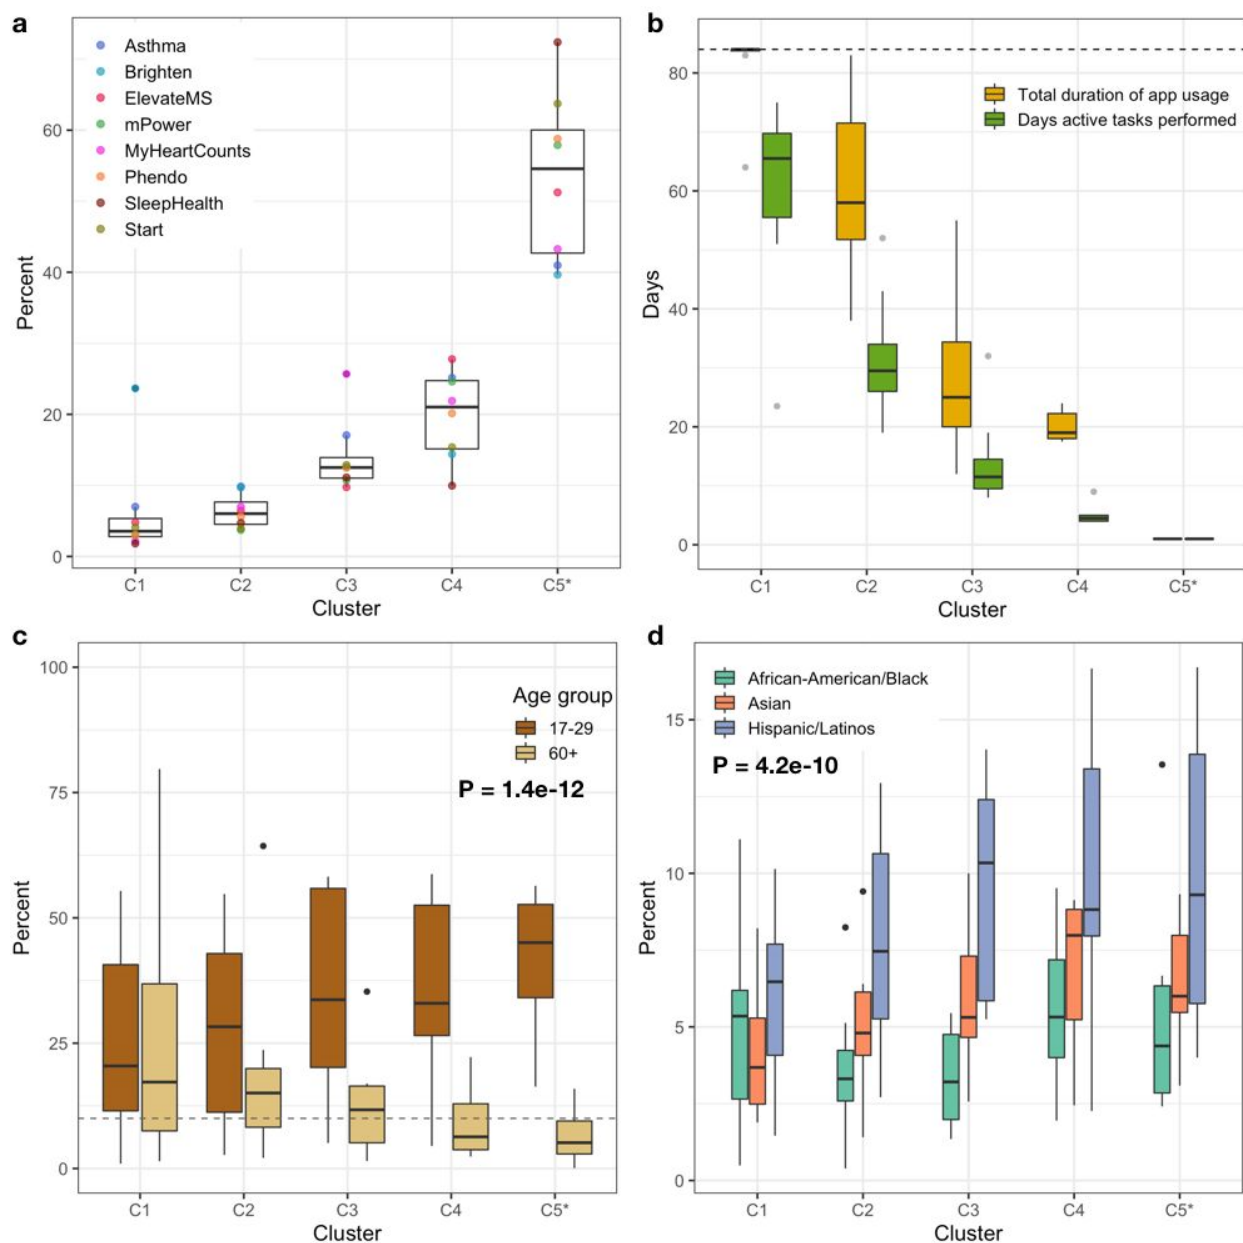 a
Asthma
Brighten
ElevateMS
mPower
MyHeartCounts
Phendo
SleepHealth
Start
60
40
20
0
Percent
C1 C2 C3 C4 C5*
Cluster
b
Total duration of app usage
Days active tasks performed
80
60
40
20
0
Days
C1 C2 C3 C4 C5*
Cluster
c
Age group
17-29
60+
P = 1.4e-12
100
75
50
25
0
Percent
C1 C2 C3 C4 C5*
Cluster
d
African-American/Black
Asian
Hispanic/Latinos
P = 4.2e-10
15
10
5
0
Percent
C1 C2 C3 C4 C5*
Cluster